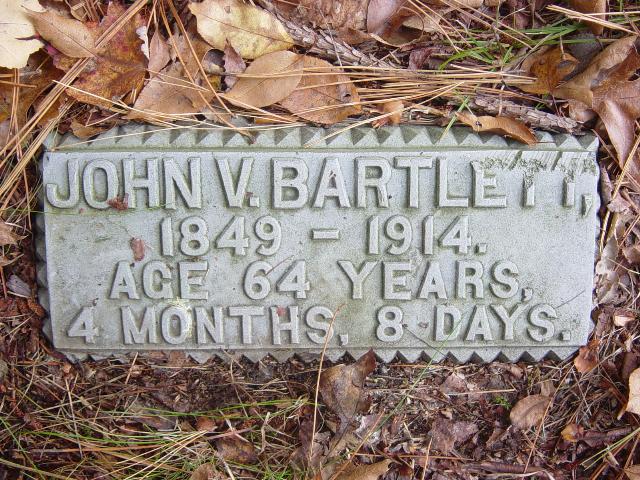 JOHN V. BARTLETT,
1849 - 1914.
AGE 64 YEARS,
4 MONTHS, 8 DAYS.